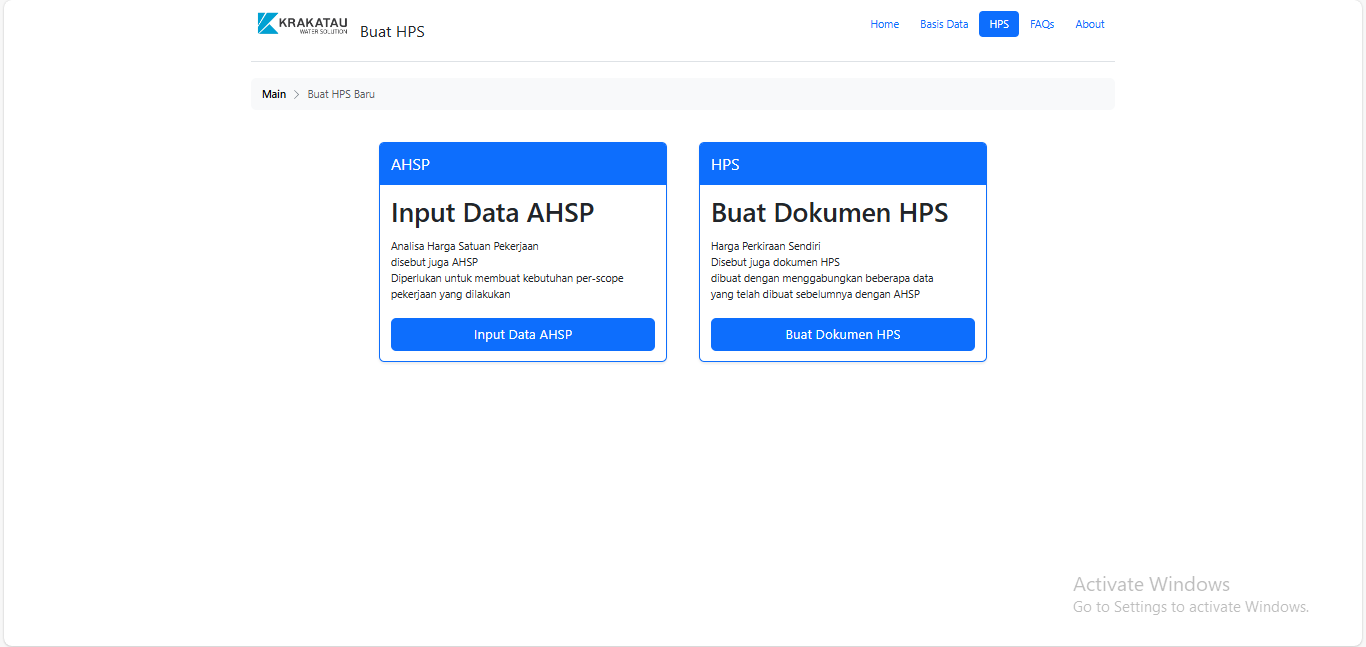 KRAKATAU
WATER SOLUTION
Buat HPS
Home
Basis Data
HPS
FAQs
About
Main
Buat HPS Baru
AHSP
Input Data AHSP
Analisa Harga Satuan Pekerjaan
disebut juga AHSP
Diperlukan untuk membuat kebutuhan per-scope
pekerjaan yang dilakukan
Input Data AHSP
HPS
Buat Dokumen HPS
Harga Perkiraan Sendiri
Disebut juga dokumen HPS
dibuat dengan menggabungkan beberapa data
yang telah dibuat sebelumnya dengan AHSP
Buat Dokumen HPS
Activate Windows
Go to Settings to activate Windows.